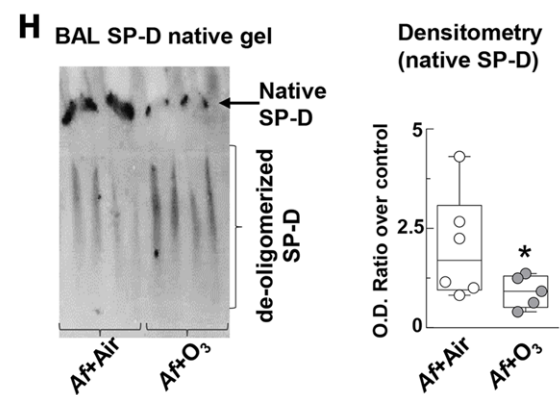 H
BAL SP-D native gel
Native
SP-D
de-oligomerized
SP-D
Af+Air
Af+O₃
Densitometry
(native SP-D)
O.D. Ratio over control
5
2.5
0
*
Af+Air
Af+O₃